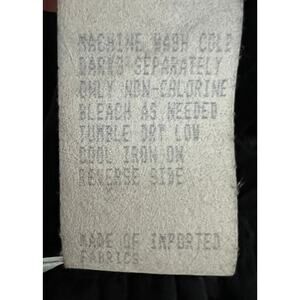 MACHINE WASH COLD
DARKS SEPARATELY
ONLY NON-CHLORINE
BLEACH AS NEEDED
TUMBLE DRY LOW
COOL IRON ON
REVERSE SIDE
MADE OF IMPORTED
FABRICS